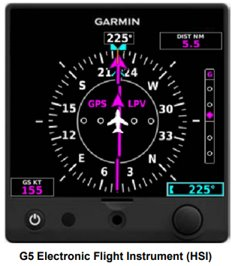 GARMIN
225°
DIST NM
5.5
21 24
S W
G
GPS LPV
15 30
12 33
E N
6 3
GS KT
155
225°
G5 Electronic Flight Instrument (HSI)